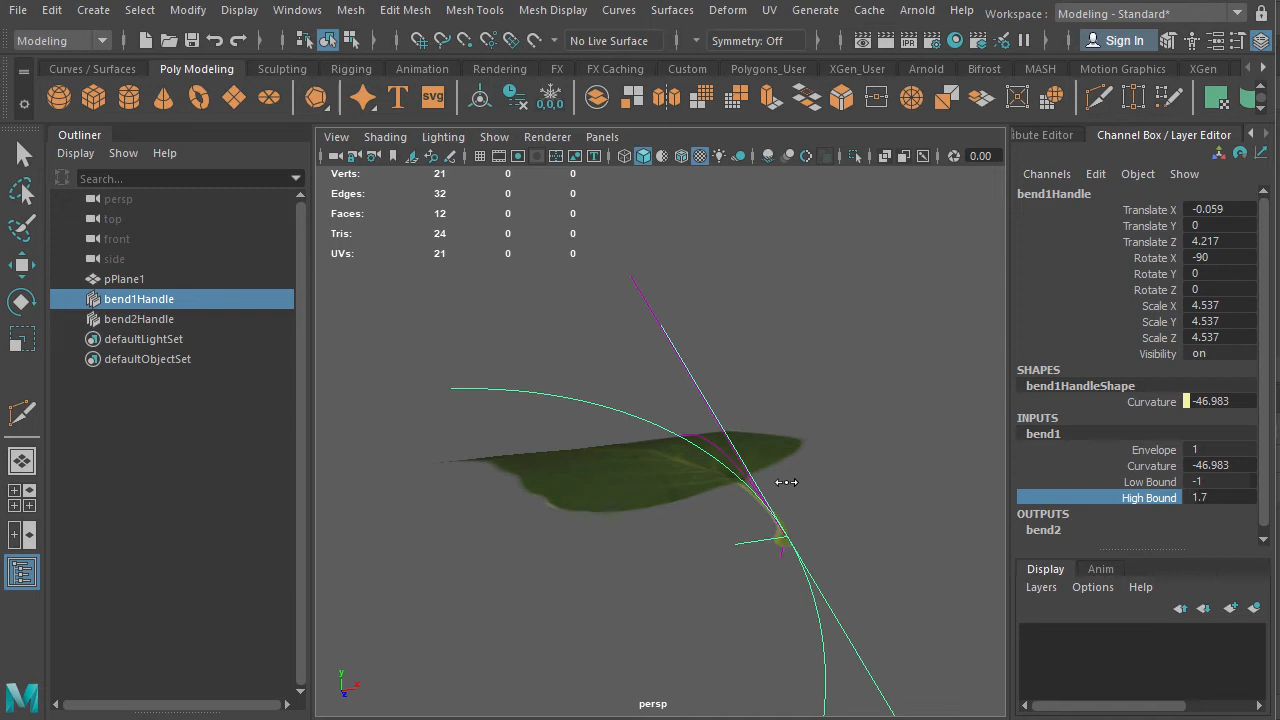 File Edit Create Select Modify Display Windows Mesh Edit Mesh Mesh Tools Mesh Display Curves Surfaces Deform UV Generate Cache Arnold Help Workspace : Modeling - Standard*
Modeling No Live Surface Symmetry: Off IPR Sign In
Curves / Surfaces Poly Modeling Sculpting Rigging Animation Rendering FX FX Caching Custom Polygons_User XGen_User Arnold Bifrost MASH Motion Graphics XGen
T SVG 0,0,0
Outliner
Display Show Help
Search...
persp
top
front
side
pPlane1
bend1Handle
bend2Handle
defaultLightSet
defaultObjectSet
View Shading Lighting Show Renderer Panels
0.00
Verts: 21 0 0
Edges: 32 0 0
Faces: 12 0 0
Tris: 24 0 0
UVs: 21 0 0
y
x
z
persp
bute Editor Channel Box / Layer Editor
Channels Edit Object Show
bend1Handle
Translate X -0.059
Translate Y 0
Translate Z 4.217
Rotate X -90
Rotate Y 0
Rotate Z 0
Scale X 4.537
Scale Y 4.537
Scale Z 4.537
Visibility on
SHAPES
bend1HandleShape
Curvature -46.983
INPUTS
bend1
Envelope 1
Curvature -46.983
Low Bound -1
High Bound 1.7
OUTPUTS
bend2
Display Anim
Layers Options Help
M